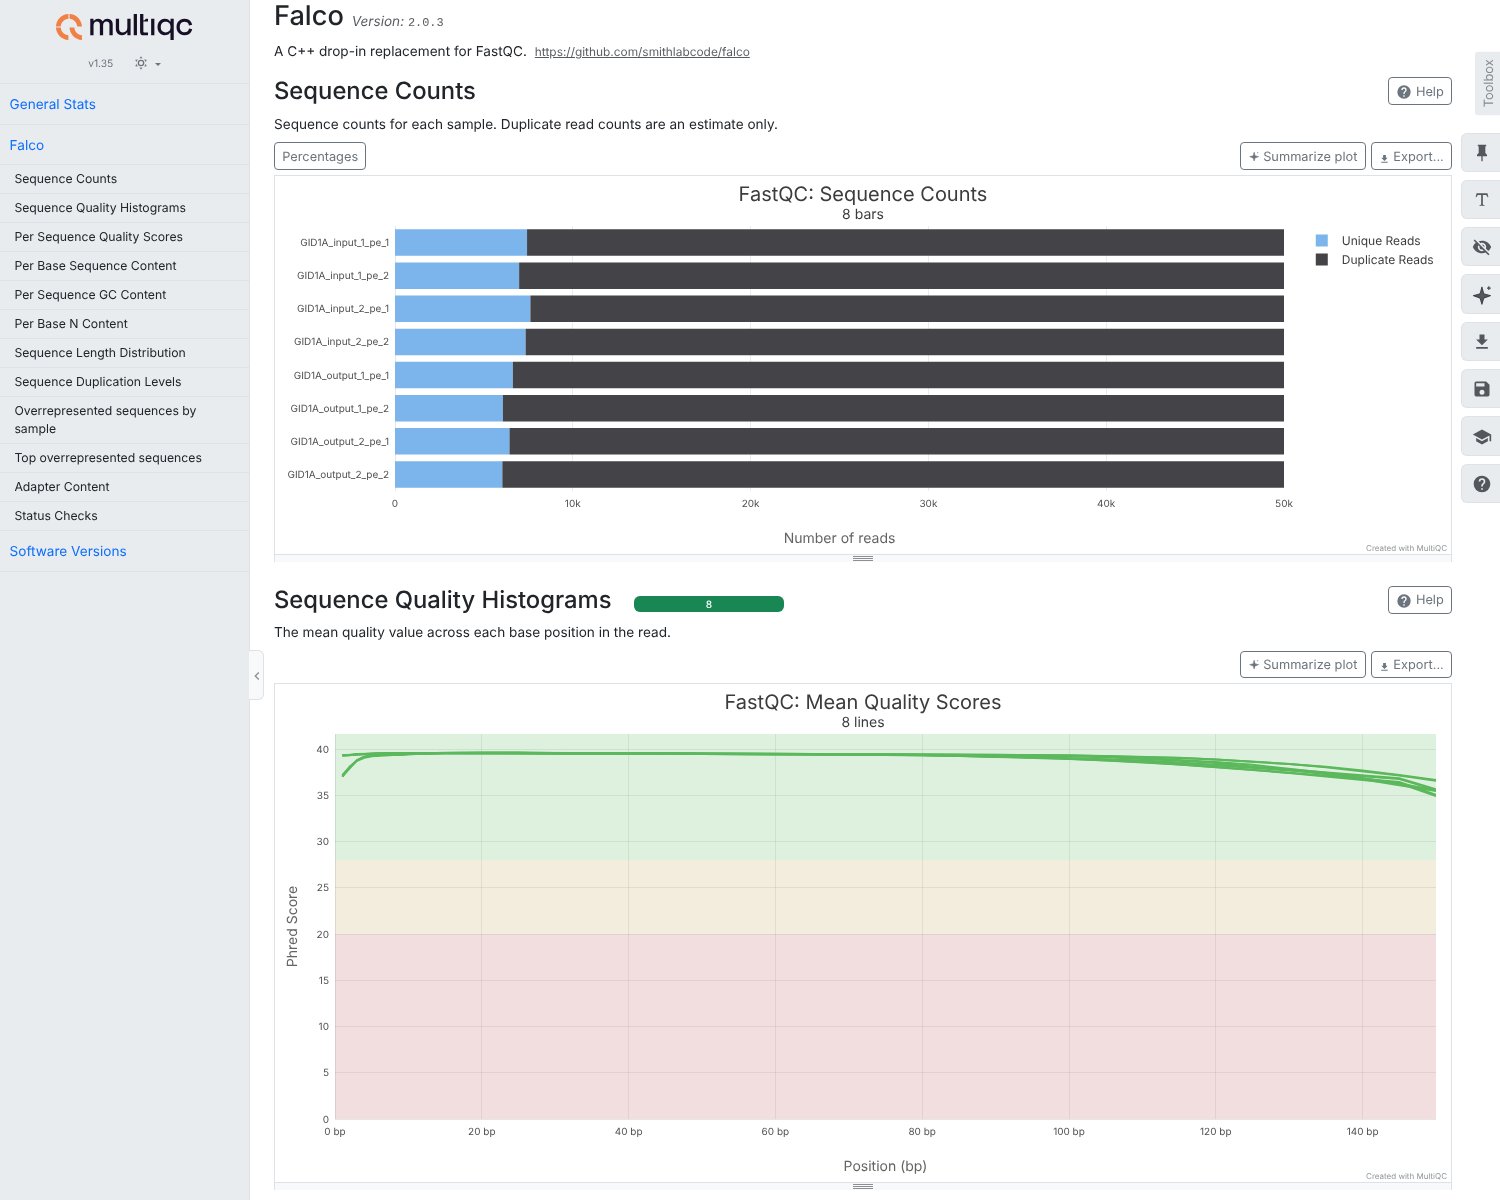 multiqc
v1.35
General Stats
Falco
Sequence Counts
Sequence Quality Histograms
Per Sequence Quality Scores
Per Base Sequence Content
Per Sequence GC Content
Per Base N Content
Sequence Length Distribution
Sequence Duplication Levels
Overrepresented sequences by
sample
Top overrepresented sequences
Adapter Content
Status Checks
Software Versions
Falco Version: 2.0.3
A C++ drop-in replacement for FastQC. https://github.com/smithlabcode/falco
Sequence Counts
Help
Sequence counts for each sample. Duplicate read counts are an estimate only.
Percentages
Summarize plot
Export...
FastQC: Sequence Counts
8 bars
GID1A_input_1_pe_1
GID1A_input_1_pe_2
GID1A_input_2_pe_1
GID1A_input_2_pe_2
GID1A_output_1_pe_1
GID1A_output_1_pe_2
GID1A_output_2_pe_1
GID1A_output_2_pe_2
Unique Reads
Duplicate Reads
0 10k 20k 30k 40k 50k
Number of reads
Created with MultiQC
Sequence Quality Histograms
8
Help
The mean quality value across each base position in the read.
Summarize plot
Export...
FastQC: Mean Quality Scores
8 lines
40
35
30
25
20
15
10
5
0
Phred Score
0 bp 20 bp 40 bp 60 bp 80 bp 100 bp 120 bp 140 bp
Position (bp)
Created with MultiQC
Toolbox
T